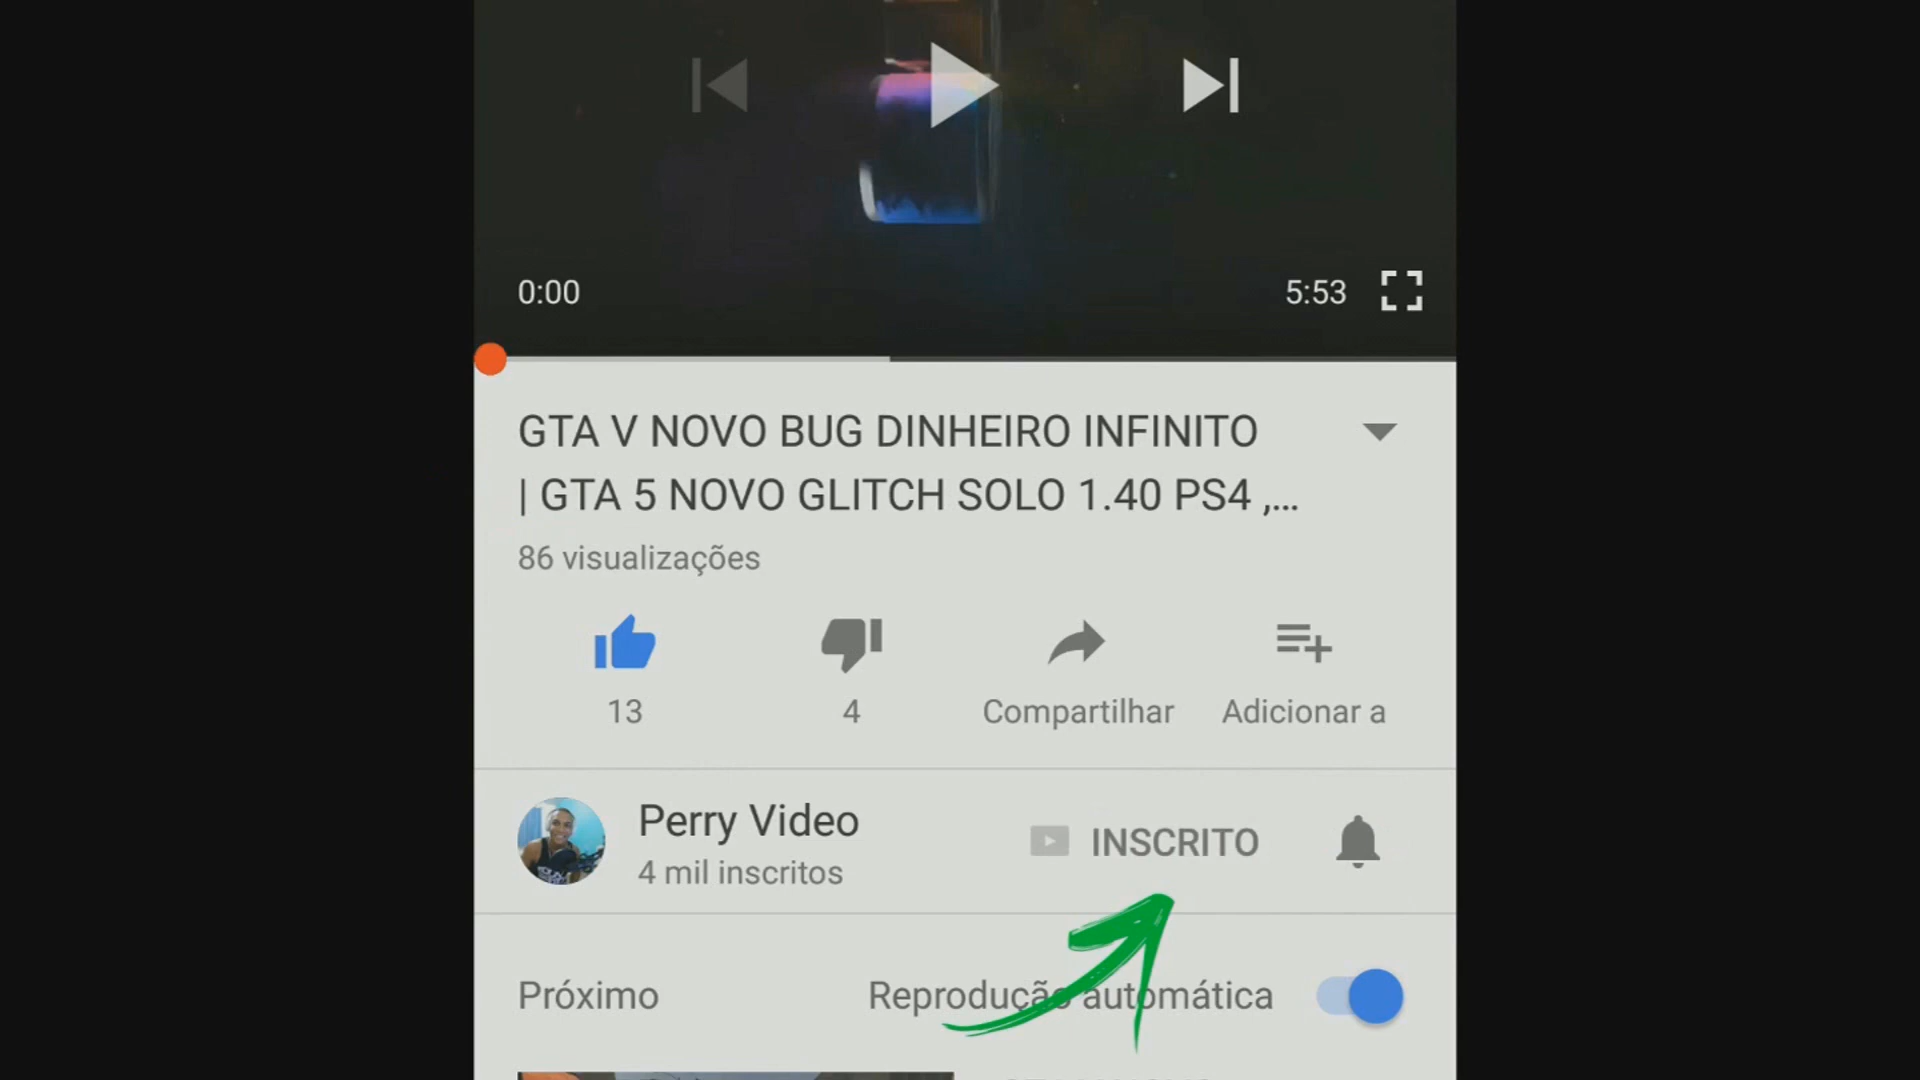 0:00
5:53
GTA V NOVO BUG DINHEIRO INFINITO
| GTA 5 NOVO GLITCH SOLO 1.40 PS4 ,...
86 visualizações
13
4
Compartilhar
Adicionar a
Perry Video
4 mil inscritos
INSCRITO
Próximo
Reprodução automática